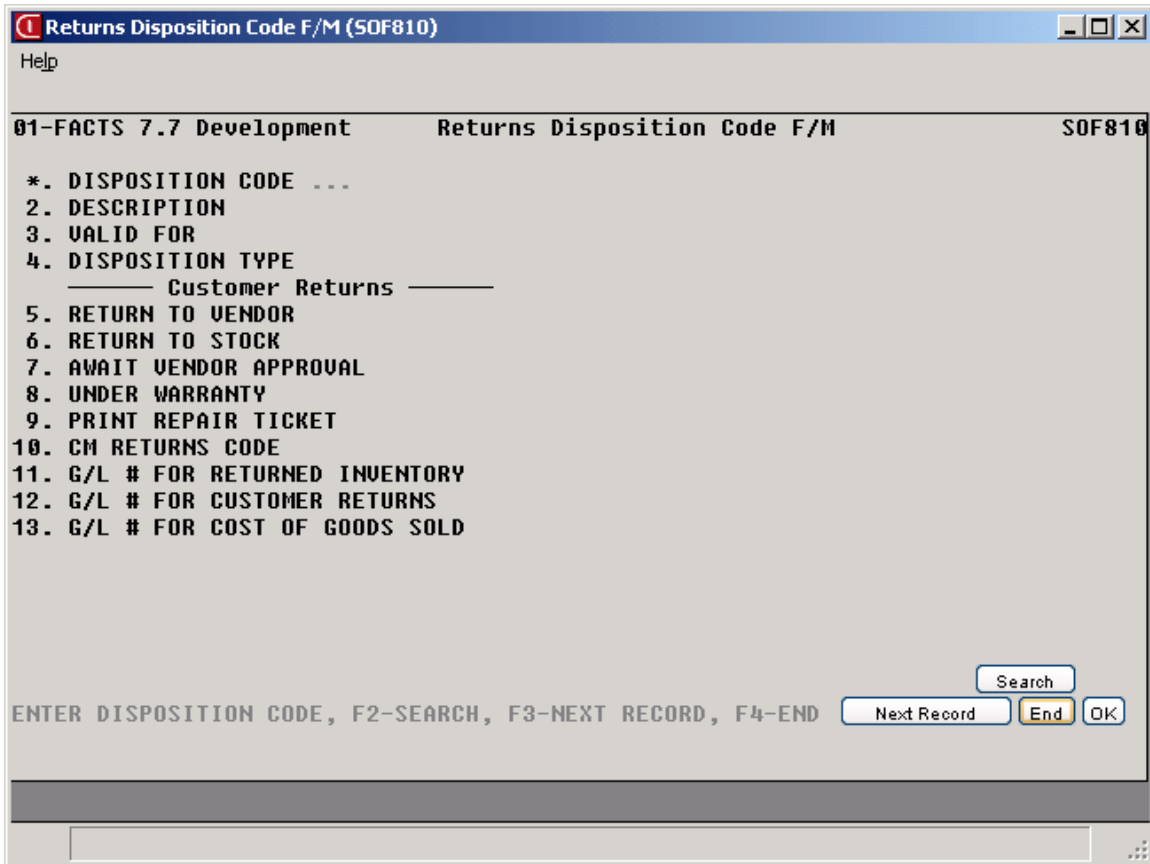 Returns Disposition Code F/M (SOF810)
Help
01-FACTS 7.7 Development Returns Disposition Code F/M SOF810
*. DISPOSITION CODE ...
2. DESCRIPTION
3. VALID FOR
4. DISPOSITION TYPE
Customer Returns
5. RETURN TO VENDOR
6. RETURN TO STOCK
7. AWAIT VENDOR APPROVAL
8. UNDER WARRANTY
9. PRINT REPAIR TICKET
10. CM RETURNS CODE
11. G/L # FOR RETURNED INVENTORY
12. G/L # FOR CUSTOMER RETURNS
13. G/L # FOR COST OF GOODS SOLD
Search
ENTER DISPOSITION CODE, F2-SEARCH, F3-NEXT RECORD, F4-END Next Record End OK